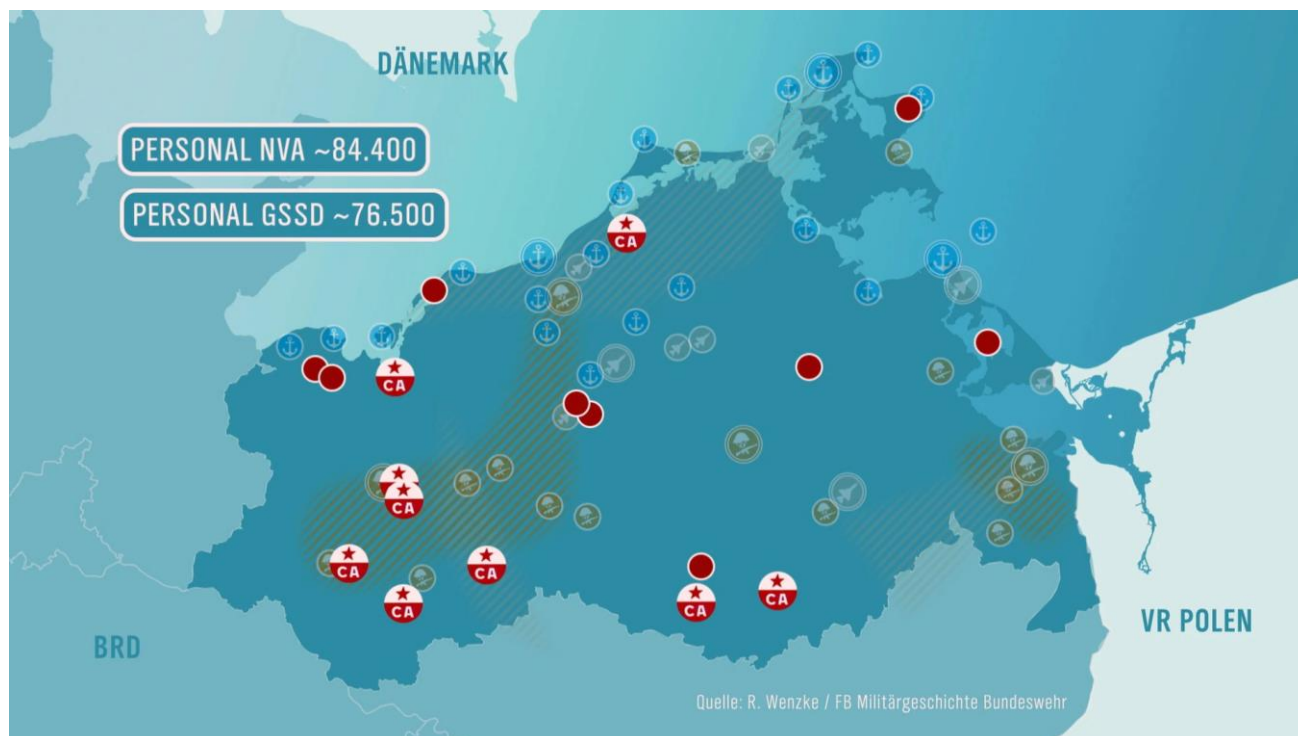 DÄNEMARK
PERSONAL NVA ~84.400
PERSONAL GSSD ~76.500
CA
CA
CA
CA
CA
CA
CA
CA
BRD
VR POLEN
Quelle: R. Wenzke / FB Militärgeschichte Bundeswehr